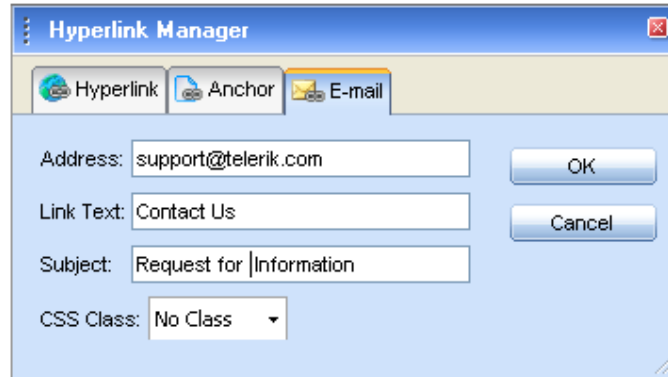 Hyperlink Manager
Hyperlink Anchor E-mail
Address: support@telerik.com
OK
Link Text: Contact Us
Cancel
Subject: Request for Information
CSS Class: No Class